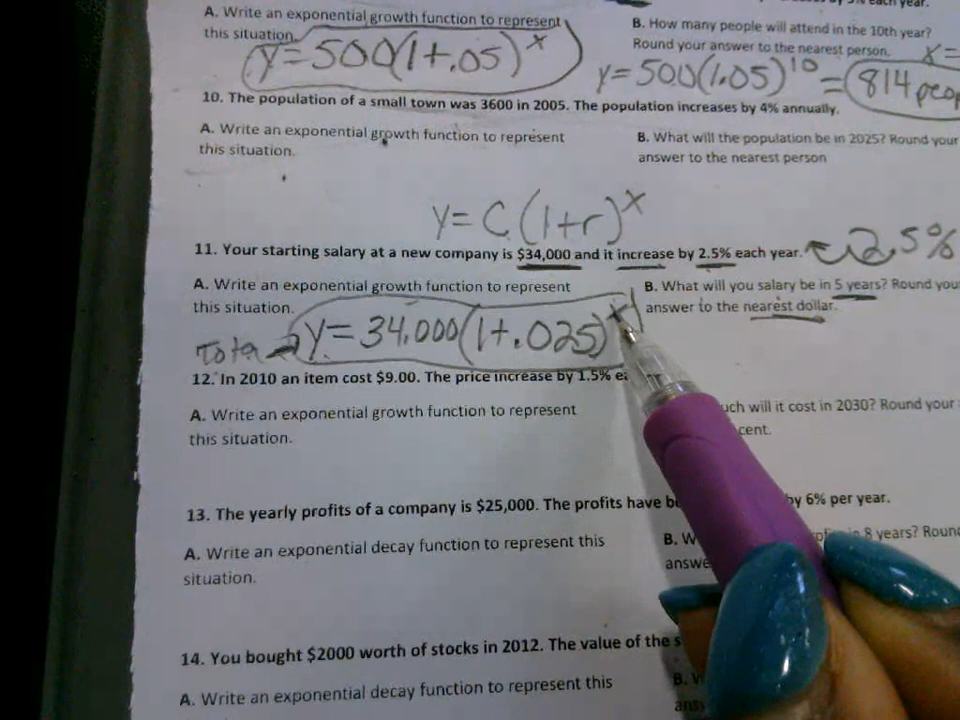 each year.
A. Write an exponential growth function to represent
this situation.
y=500(1+.05)^x
B. How many people will attend in the 10th year?
Round your answer to the nearest person.
x=
y=500(1.05)^10 = 814
10. The population of a small town was 3600 in 2005. The population increases by 4% annually.
A. Write an exponential growth function to represent
this situation.
B. What will the population be in 2025? Round your
answer to the nearest person
y=C(1+r)^x
11. Your starting salary at a new company is $34,000 and it increase by 2.5% each year.
2.5%
A. Write an exponential growth function to represent
this situation.
B. What will you salary be in 5 years? Round you
answer to the nearest dollar.
y=34,000(1+.025)^x
12. In 2010 an item cost $9.00. The price increase by 1.5%
A. Write an exponential growth function to represent
this situation.
will it cost in 2030? Round your
cent.
13. The yearly profits of a company is $25,000. The profits have
by 6% per year.
A. Write an exponential decay function to represent this
situation.
B.
8 years? Round
14. You bought $2000 worth of stocks in 2012. The value of the
A. Write an exponential decay function to represent this
B.